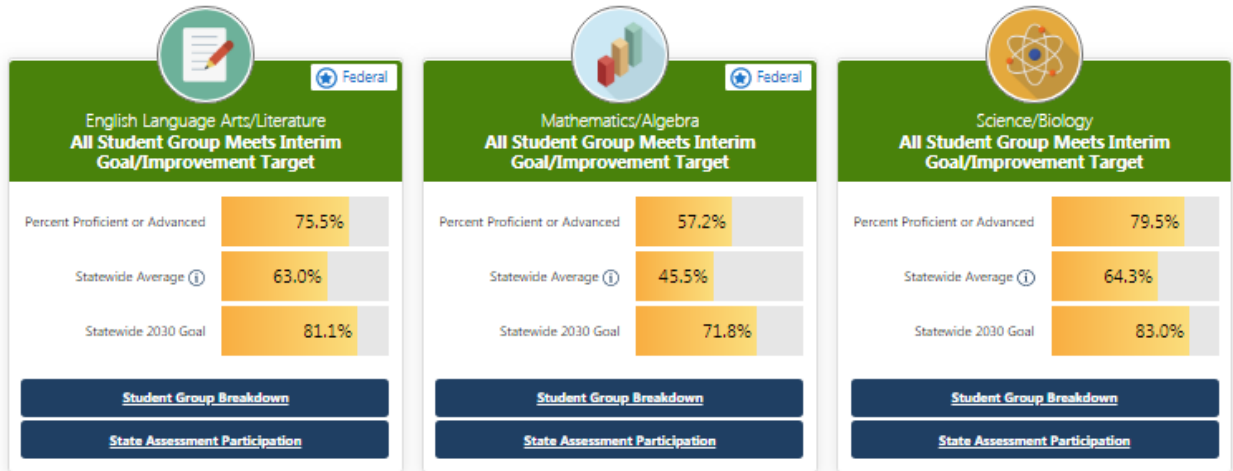 Federal
English Language Arts/Literature
All Student Group Meets Interim
Goal/Improvement Target
Percent Proficient or Advanced 75.5%
Statewide Average 63.0%
Statewide 2030 Goal 81.1%
Student Group Breakdown
State Assessment Participation
Federal
Mathematics/Algebra
All Student Group Meets Interim
Goal/Improvement Target
Percent Proficient or Advanced 57.2%
Statewide Average 45.5%
Statewide 2030 Goal 71.8%
Student Group Breakdown
State Assessment Participation
Science/Biology
All Student Group Meets Interim
Goal/Improvement Target
Percent Proficient or Advanced 79.5%
Statewide Average 64.3%
Statewide 2030 Goal 83.0%
Student Group Breakdown
State Assessment Participation